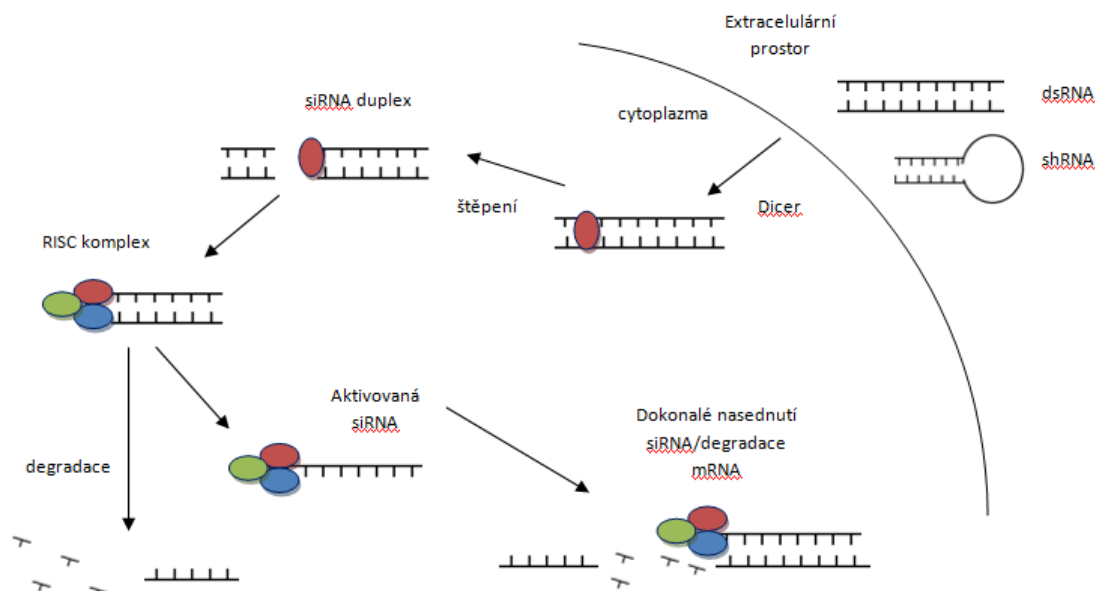 Extracelulární
prostor
dsRNA
siRNA duplex
cytoplazma
shRNA
štěpení
Dicer
RISC komplex
Aktivovaná
siRNA
Dokonalé nasednutí
siRNA/degradace
mRNA
degradace